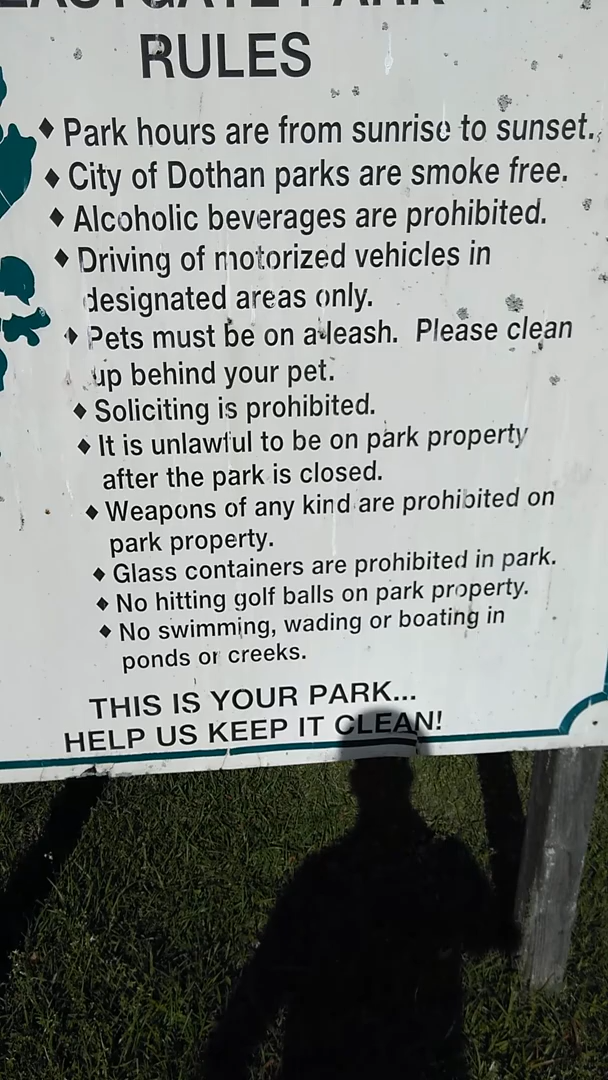 EASTGATE PARK
RULES
♦ Park hours are from sunrise to sunset.
♦ City of Dothan parks are smoke free.
♦ Alcoholic beverages are prohibited.
♦ Driving of motorized vehicles in
designated areas only.
♦ Pets must be on a leash. Please clean
up behind your pet.
♦ Soliciting is prohibited.
♦ It is unlawful to be on park property
after the park is closed.
♦ Weapons of any kind are prohibited on
park property.
♦ Glass containers are prohibited in park.
♦ No hitting golf balls on park property.
♦ No swimming, wading or boating in
ponds or creeks.
THIS IS YOUR PARK...
HELP US KEEP IT CLEAN!